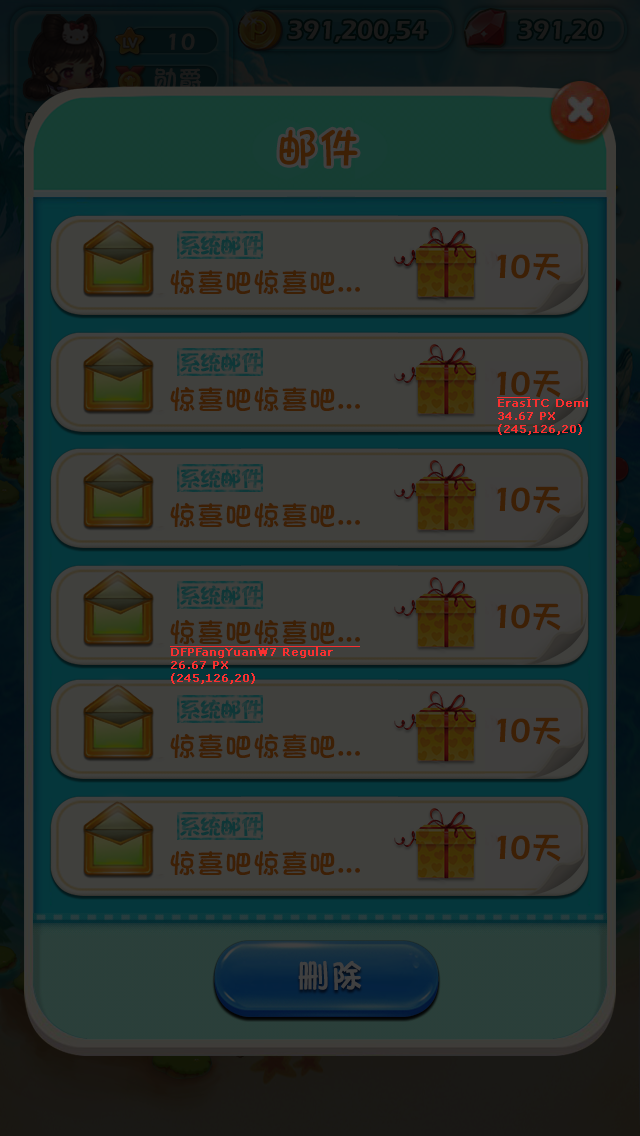 LV 10
391,200,54
391,20
勋爵
邮件
系统邮件
惊喜吧惊喜吧...
10天
系统邮件
惊喜吧惊喜吧...
10天
ErasITC Demi
34.67 PX
(245,126,20)
系统邮件
惊喜吧惊喜吧...
10天
系统邮件
惊喜吧惊喜吧...
10天
DFPFangYuanW7 Regular
26.67 PX
(245,126,20)
系统邮件
惊喜吧惊喜吧...
10天
系统邮件
惊喜吧惊喜吧...
10天
删除